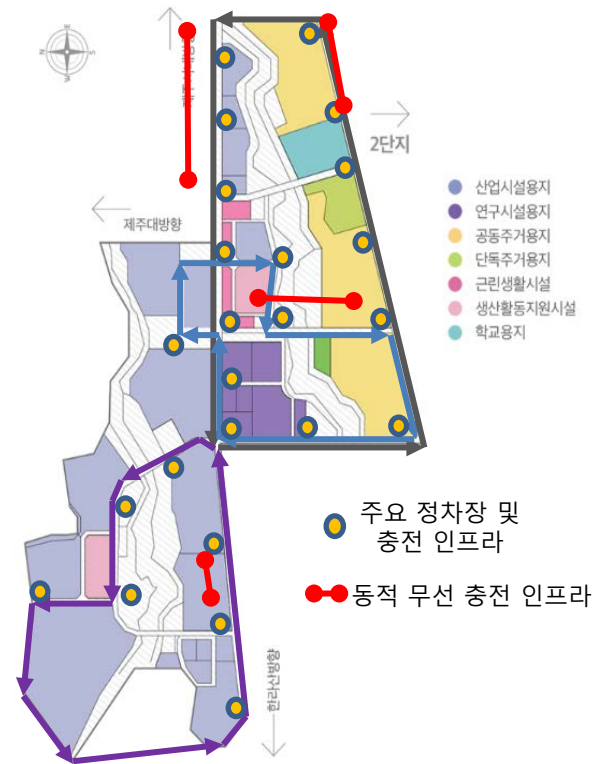 N
S
W
2단지
제주대방향
산업시설용지
연구시설용지
공동주거용지
단독주거용지
근린생활시설
생산활동지원시설
학교용지
주요 정차장 및
충전 인프라
동적 무선 충전 인프라
한라산방향